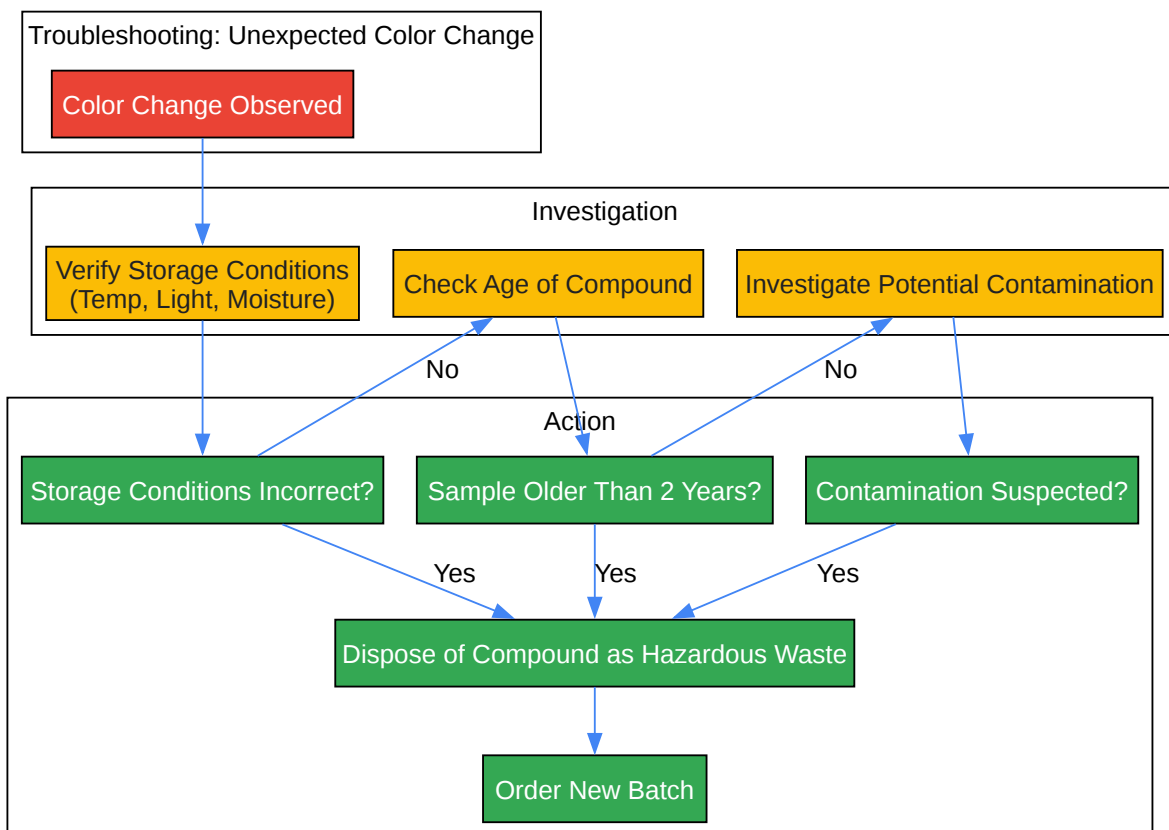 Troubleshooting: Unexpected Color Change
Color Change Observed
Investigation
Verify Storage Conditions
(Temp, Light, Moisture)
Check Age of Compound
Investigate Potential Contamination
No
No
Action
Storage Conditions Incorrect?
Sample Older Than 2 Years?
Contamination Suspected?
Yes
Yes
Yes
Dispose of Compound as Hazardous Waste
Order New Batch